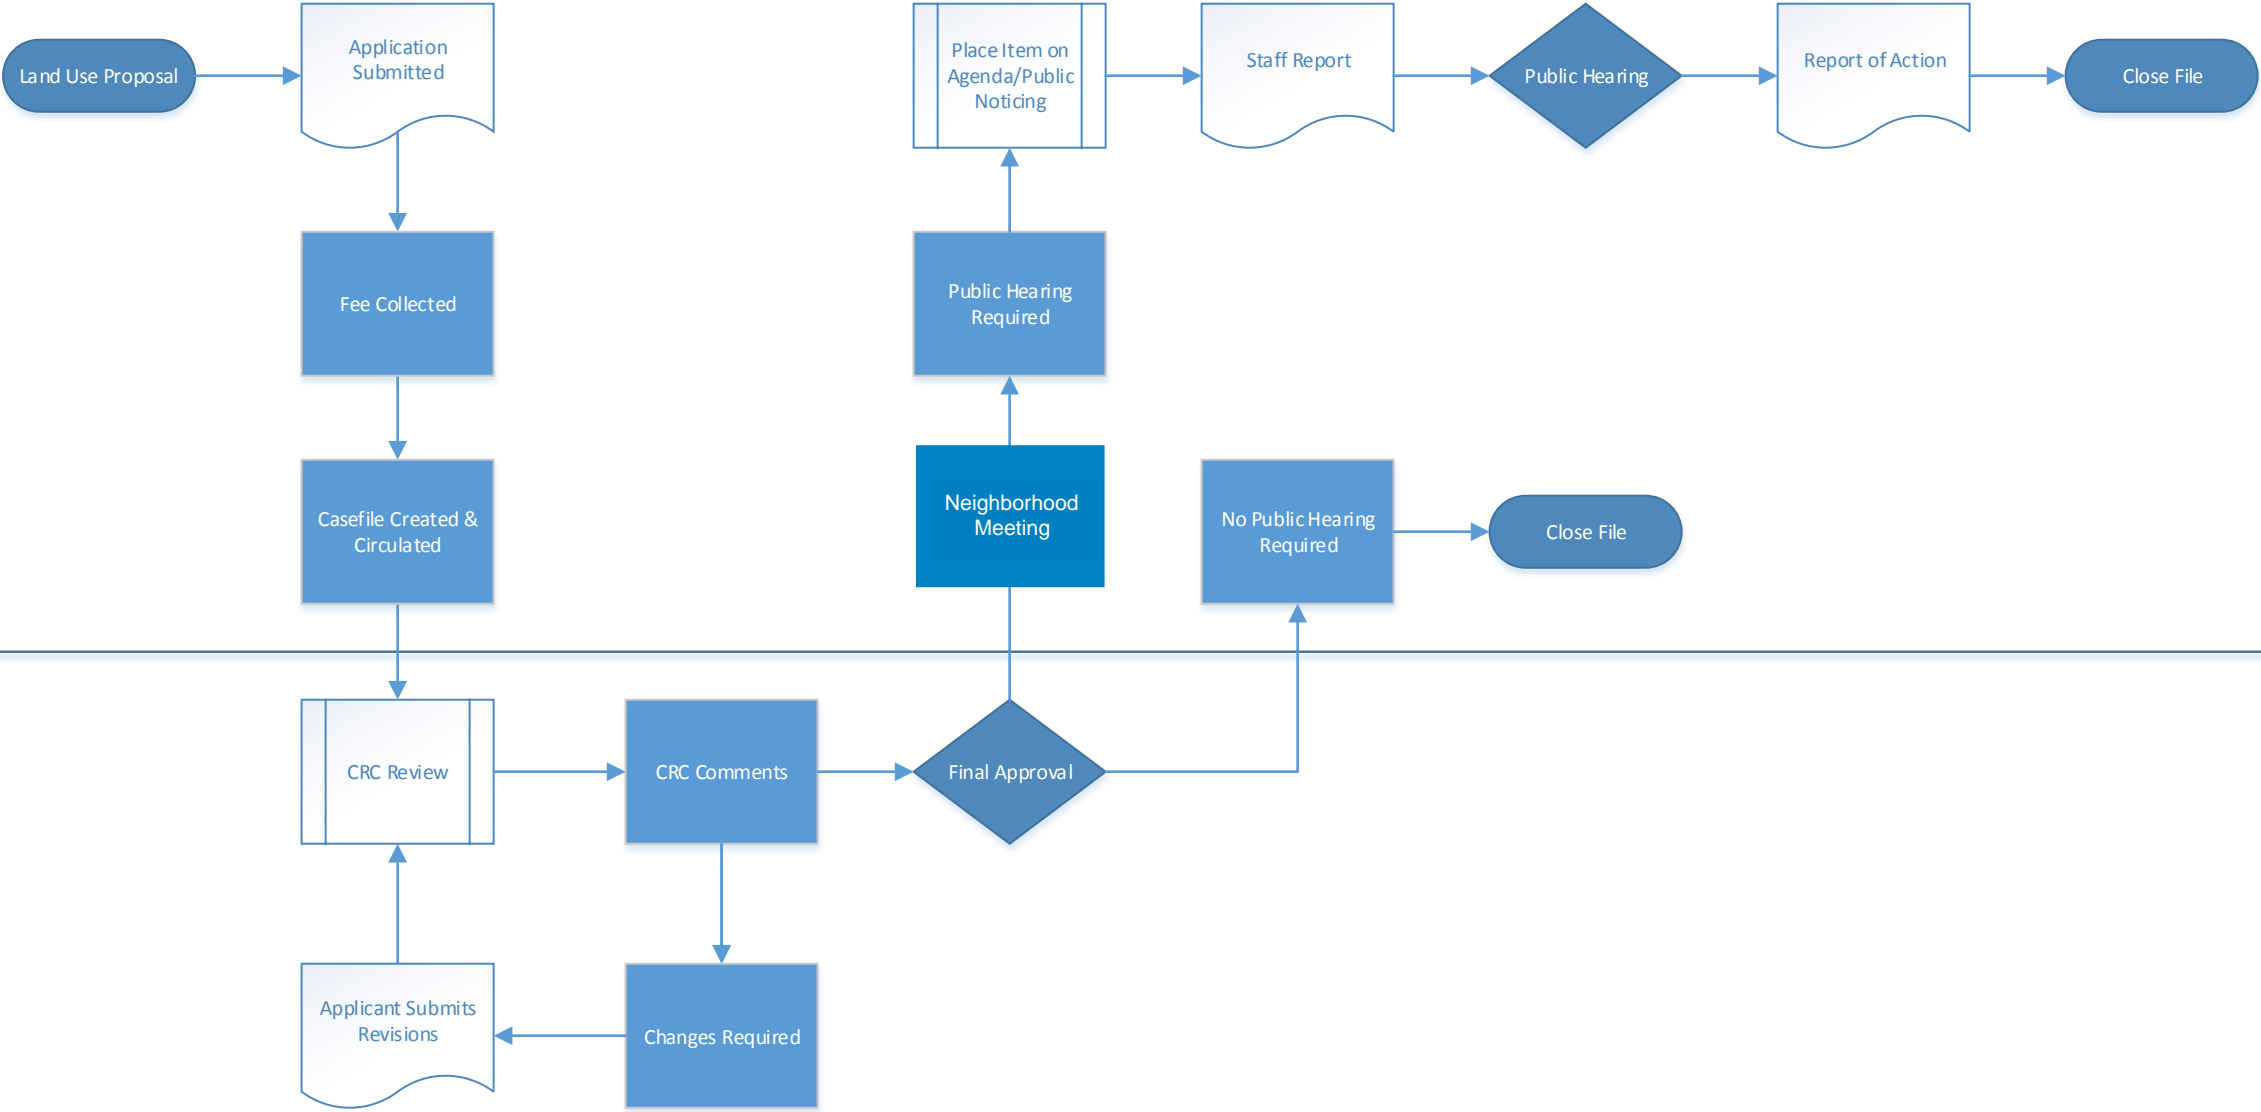 Land Use Proposal
Application
Submitted
Place Item on
Agenda/Public
Noticing
Staff Report
Public Hearing
Report of Action
Close File
Fee Collected
Public Hearing
Required
Casefile Created &
Circulated
Neighborhood
Meeting
No Public Hearing
Required
Close File
CRC Review
CRC Comments
Final Approval
Applicant Submits
Revisions
Changes Required